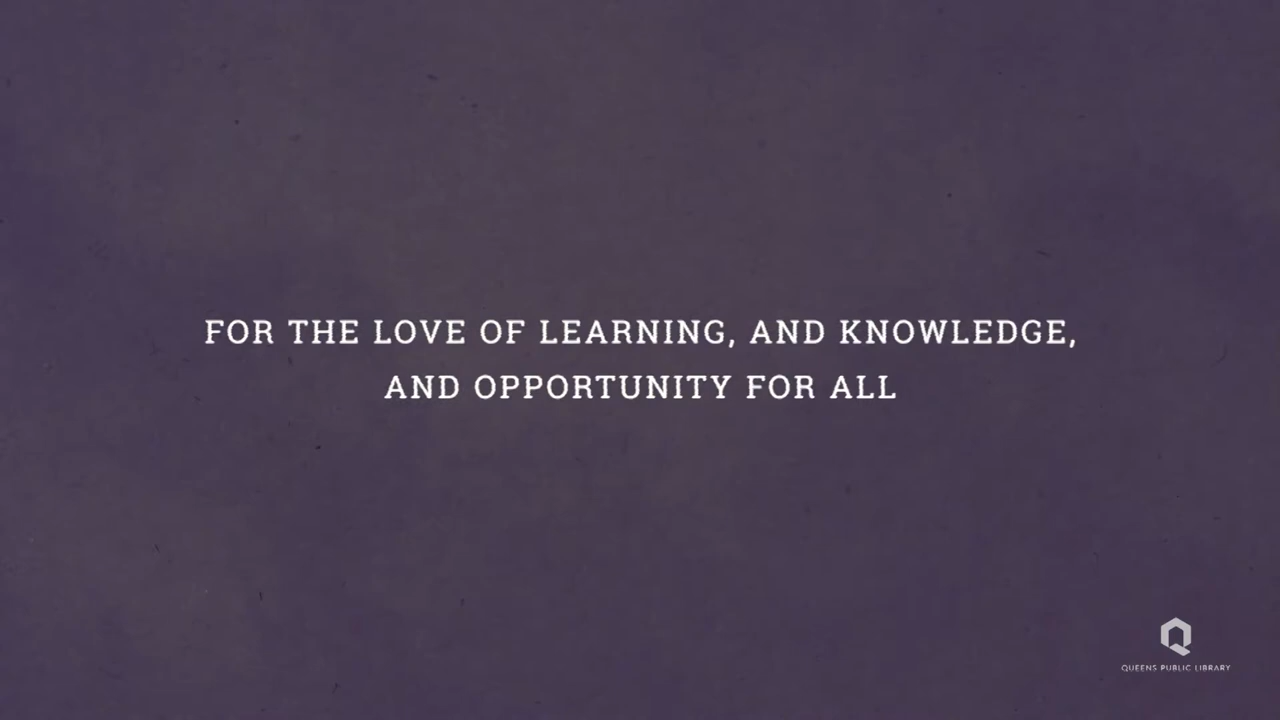 FOR THE LOVE OF LEARNING, AND KNOWLEDGE,
AND OPPORTUNITY FOR ALL
QUEENS PUBLIC LIBRARY